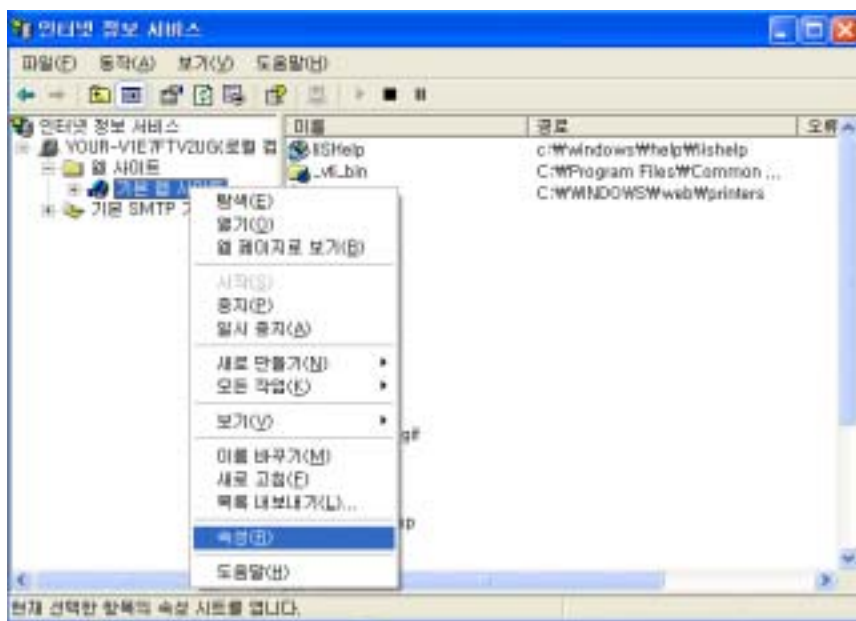 인터넷 정보 서비스
파일(F) 동작(A) 보기(V) 도움말(H)
인터넷 정보 서비스
이름
경로
오류
YOUR-V1E7FTV2UG(로컬 컴
IISHelp
c:₩windows₩help₩iishelp
웹 사이트
_vti_bin
C:₩Program Files₩Common ...
기본 웹
C:₩WINDOWS₩web₩printers
기본 SMTP
탐색(E)
열기(O)
웹 페이지로 보기(B)
시작(S)
중지(P)
일시 중지(A)
새로 만들기(N)
모든 작업(K)
보기(V)
gif
이름 바꾸기(M)
새로 고침(F)
목록 내보내기(L)...
속성(R)
도움말(H)
현재 선택한 항목의 속성 시트를 엽니다.